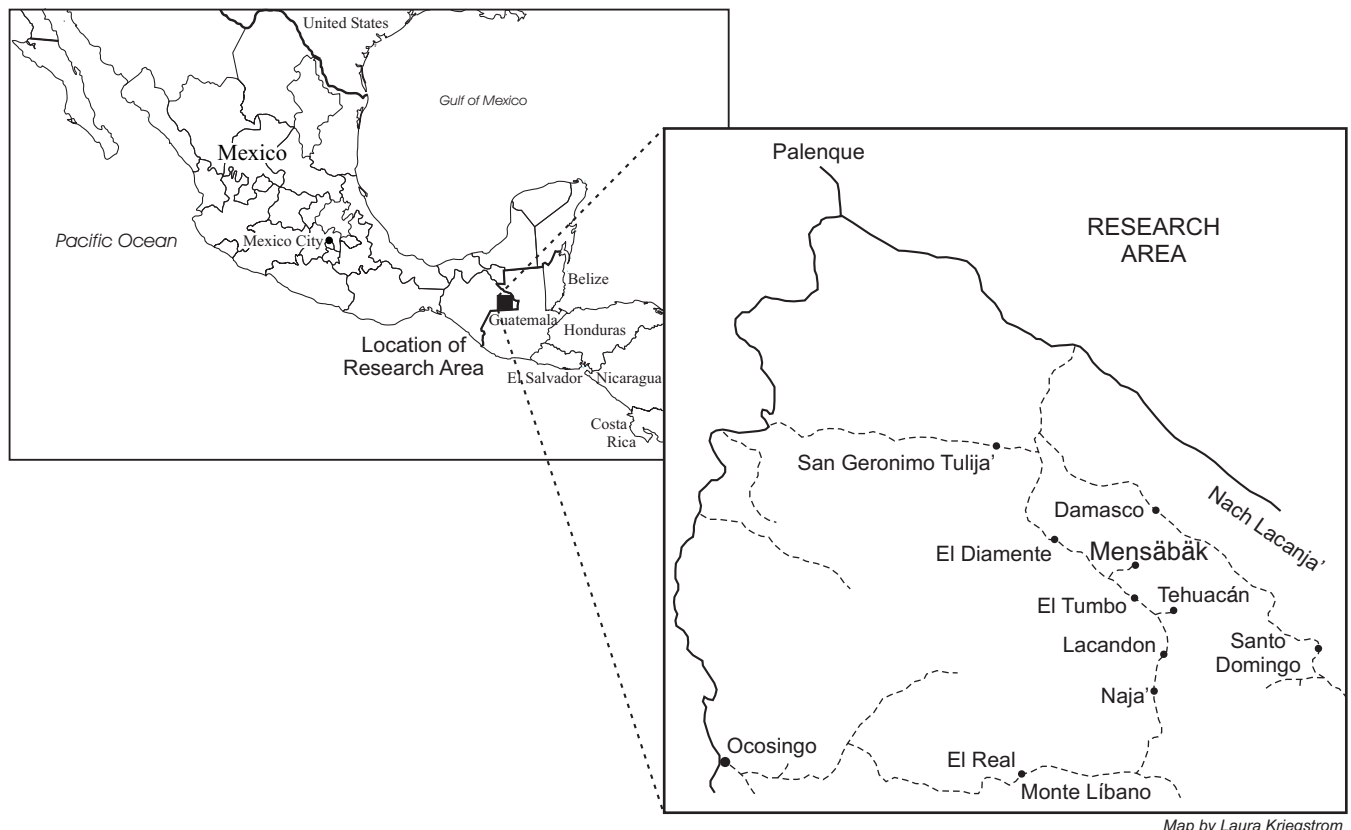 United States
Gulf of Mexico
Mexico
Pacific Ocean
Mexico City
Belize
Guatemala
Honduras
Location of
Research Area
El Salvador
Nicaragua
Costa
Rica
Palenque
RESEARCH
AREA
San Geronimo Tulija’
Nach Lacanja’
Damasco
El Diamente
Mensäbäk
El Tumbo
Tehuacán
Lacandon
Santo
Domingo
Naja’
Ocosingo
El Real
Monte Líbano
Map by Laura Kriegstrom